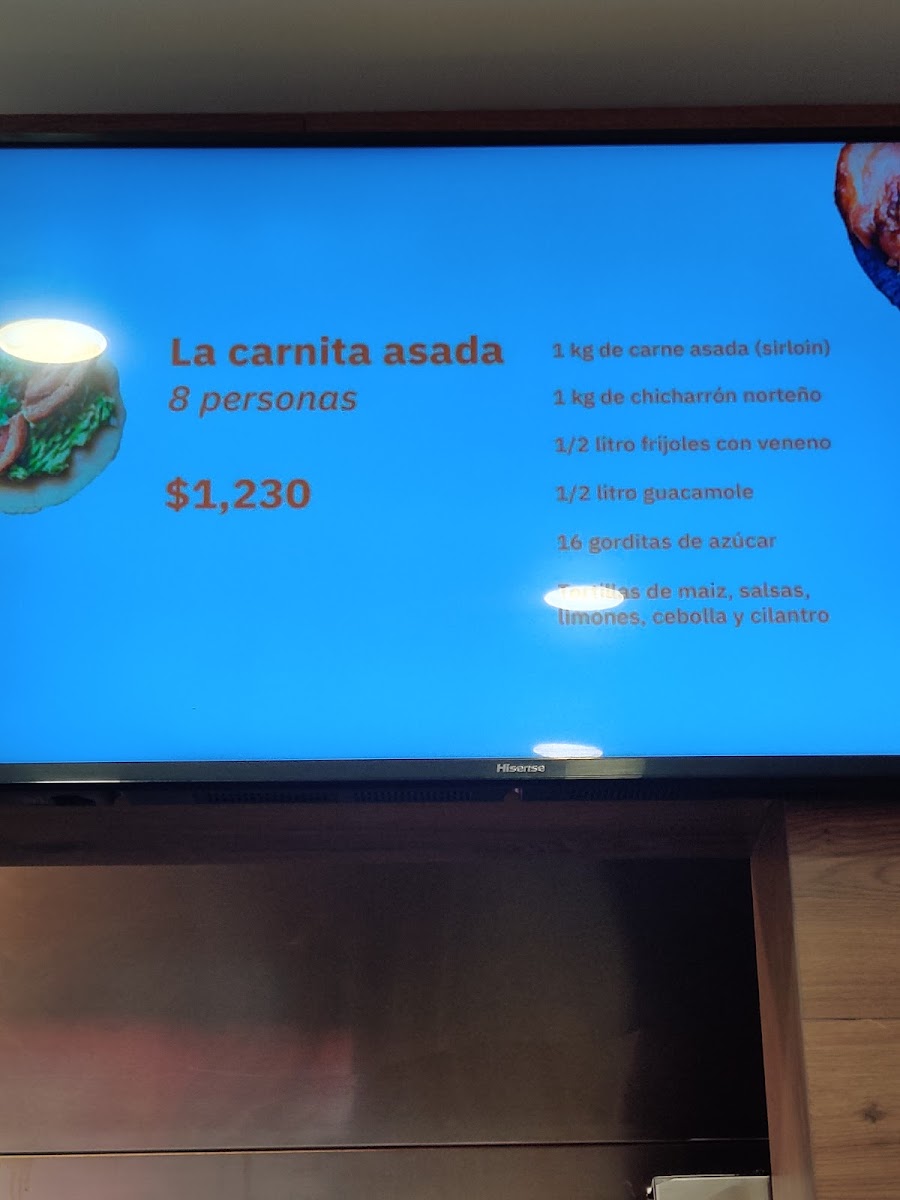 La carnita asada
8 personas
$1,230
1 kg de carne asada (sirloin)
1 kg de chicharrón norteño
1/2 litro frijoles con veneno
1/2 litro guacamole
16 gorditas de azúcar
Tortillas de maiz, salsas,
limones, cebolla y cilantro
Hisense